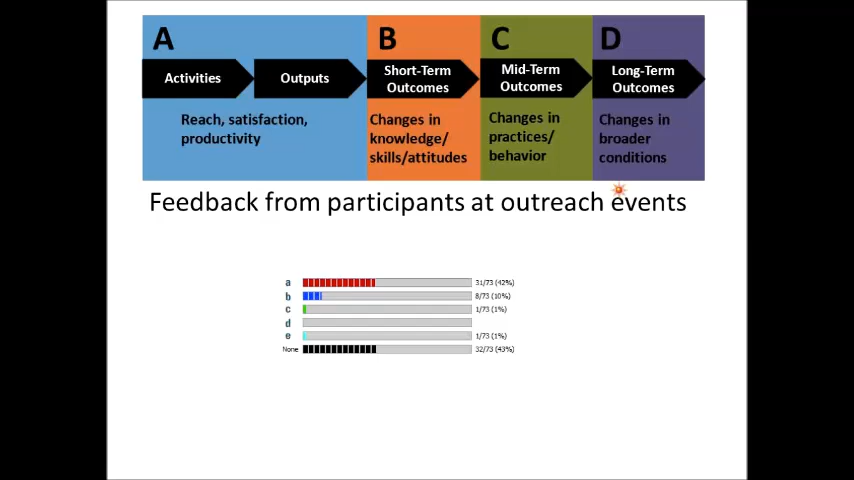 A
B
C
D
Activities
Outputs
Short-Term
Outcomes
Mid-Term
Outcomes
Long-Term
Outcomes
Reach, satisfaction,
productivity
Changes in
knowledge/
skills/attitudes
Changes in
practices/
behavior
Changes in
broader
conditions
Feedback from participants at outreach events
a 31/73 (42%)
b 8/73 (10%)
c 1/73 (1%)
d
e 1/73 (1%)
None 32/73 (43%)